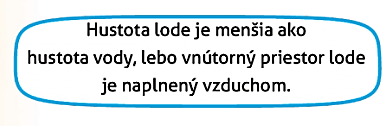 Hustota lode je menšia ako
hustota vody, lebo vnútorný priestor lode
je naplnený vzduchom.